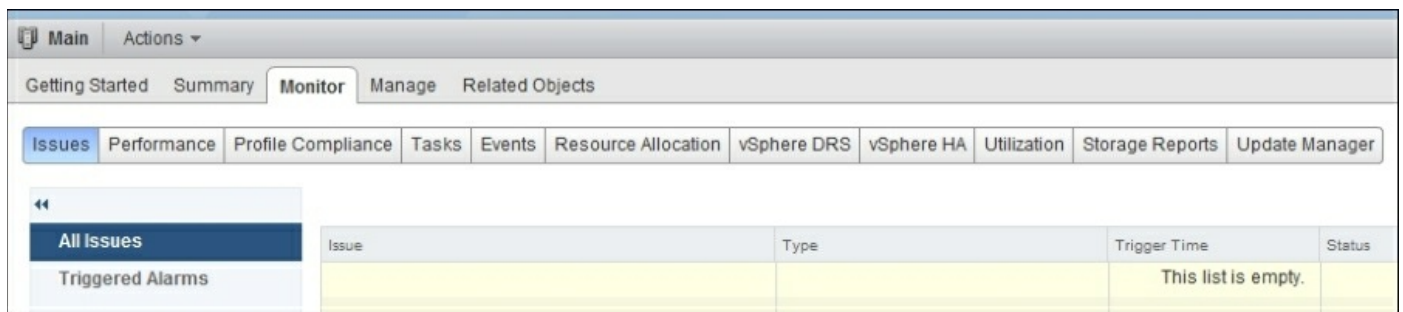 Main Actions
Getting Started Summary Monitor Manage Related Objects
Issues Performance Profile Compliance Tasks Events Resource Allocation vSphere DRS vSphere HA Utilization Storage Reports Update Manager
All Issues Issue Type Trigger Time Status
Triggered Alarms This list is empty.